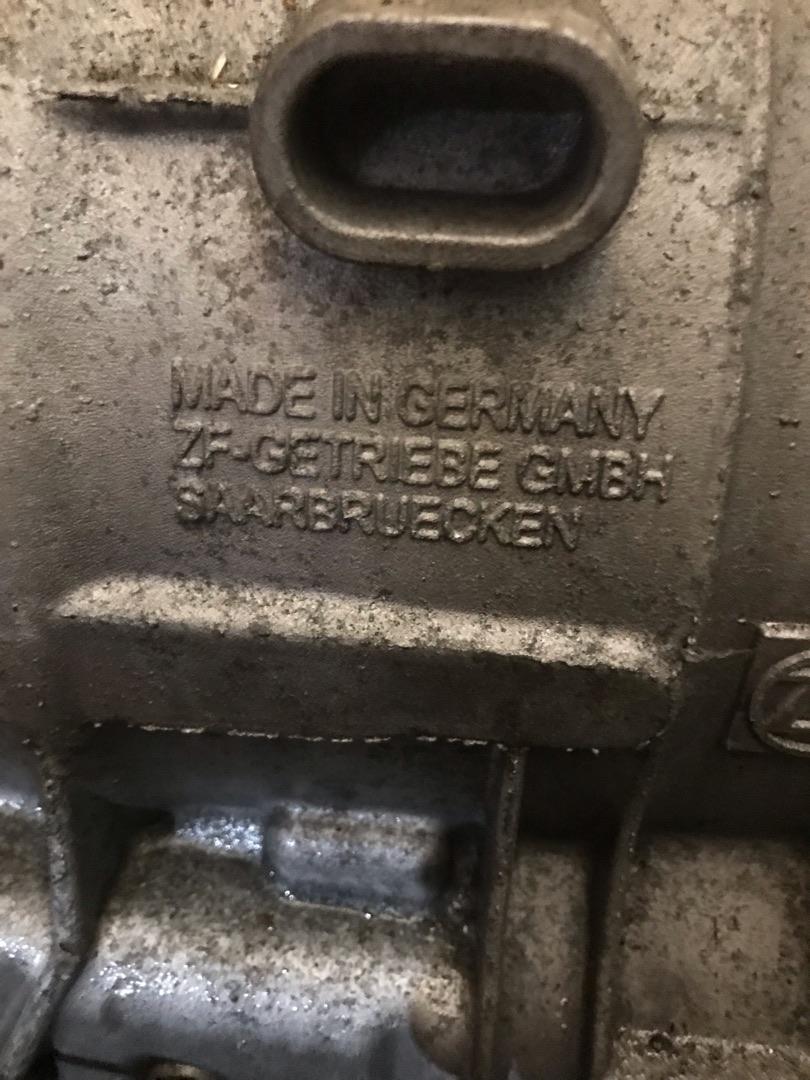 MADE IN GERMANY
ZF-GETRIEBE GMBH
SAARBRUECKEN